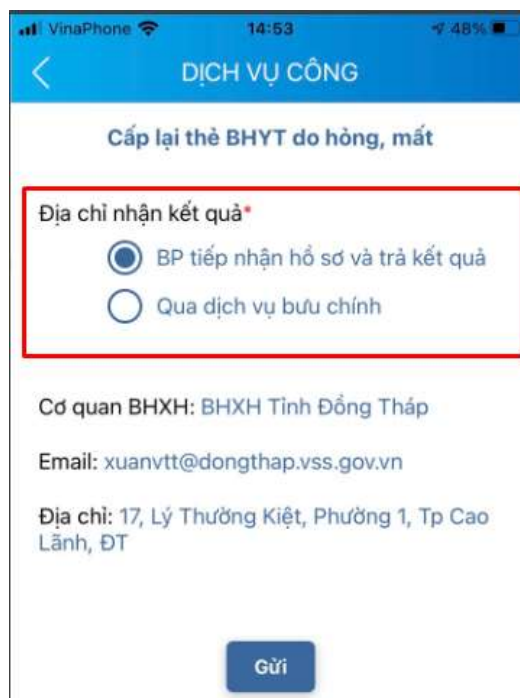 VinaPhone 14:53 48%
DỊCH VỤ CÔNG
Cấp lại thẻ BHYT do hỏng, mất
Địa chỉ nhận kết quả*
BP tiếp nhận hồ sơ và trả kết quả
Qua dịch vụ bưu chính
Cơ quan BHXH: BHXH Tỉnh Đồng Tháp
Email: xuanvtt@dongthap.vss.gov.vn
Địa chỉ: 17, Lý Thường Kiệt, Phường 1, Tp Cao
Lãnh, ĐT
Gửi